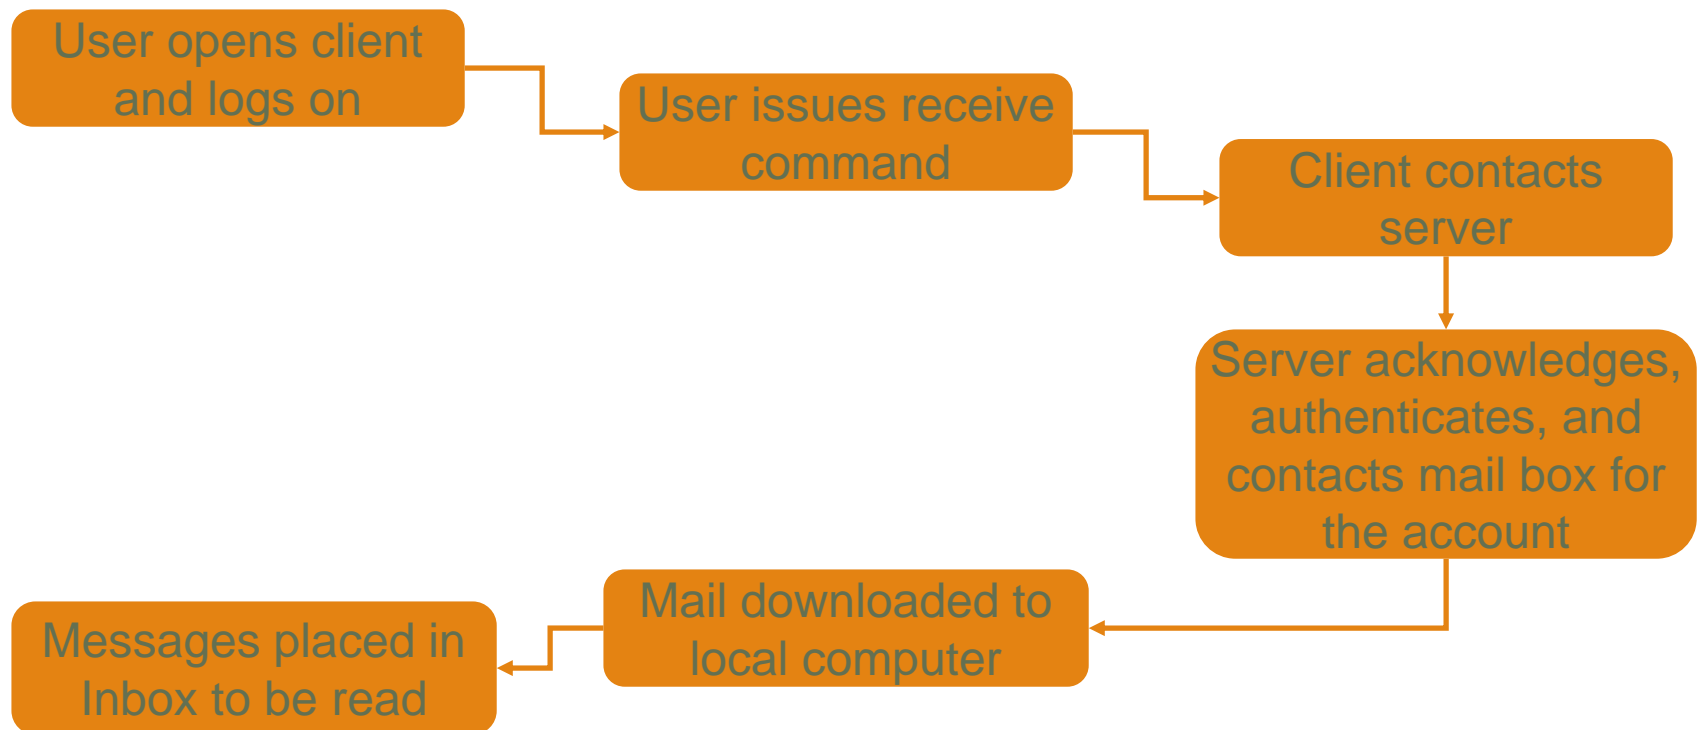 User opens client
and logs on
User issues receive
command
Client contacts
server
Server acknowledges,
authenticates, and
contacts mail box for
the account
Mail downloaded to
local computer
Messages placed in
Inbox to be read